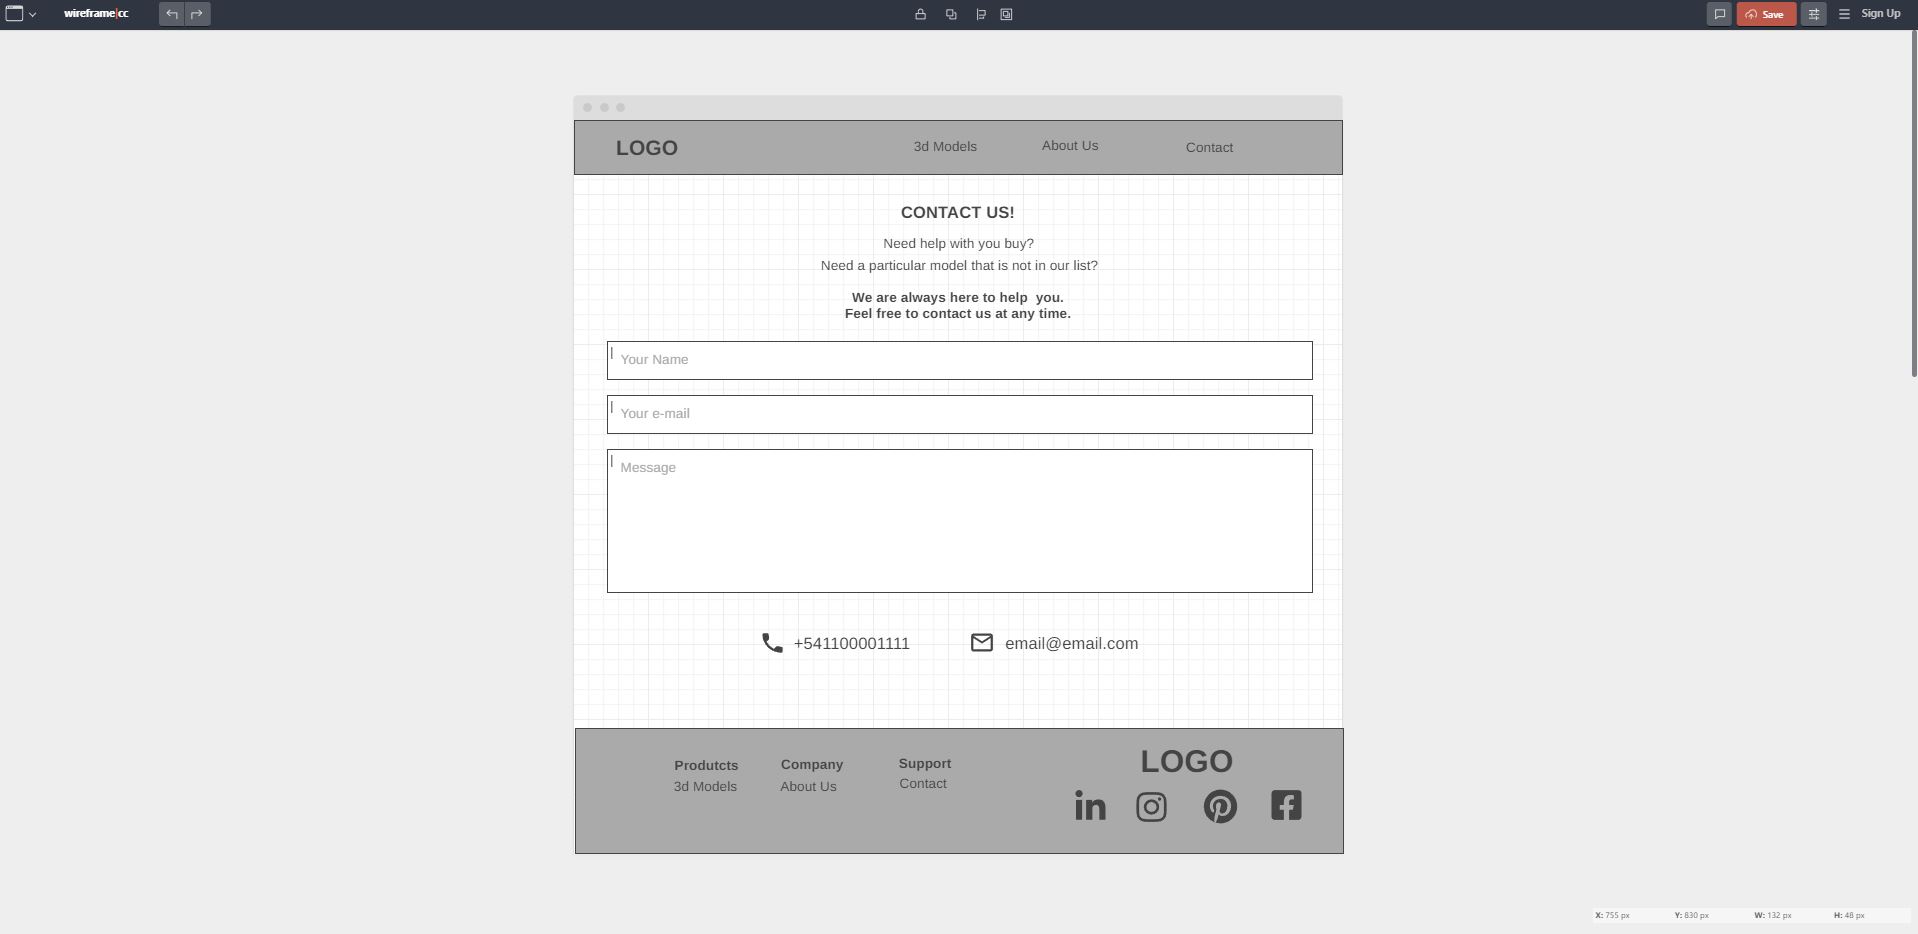 wireframe|cc
Save
Sign Up
LOGO
3d Models
About Us
Contact
CONTACT US!
Need help with you buy?
Need a particular model that is not in our list?
We are always here to help  you.
Feel free to contact us at any time.
Your Name
Your e-mail
Message
+541100001111
email@email.com
Produtcts
Company
Support
3d Models
About Us
Contact
LOGO
X: 755 px
Y: 830 px
W: 132 px
H: 48 px